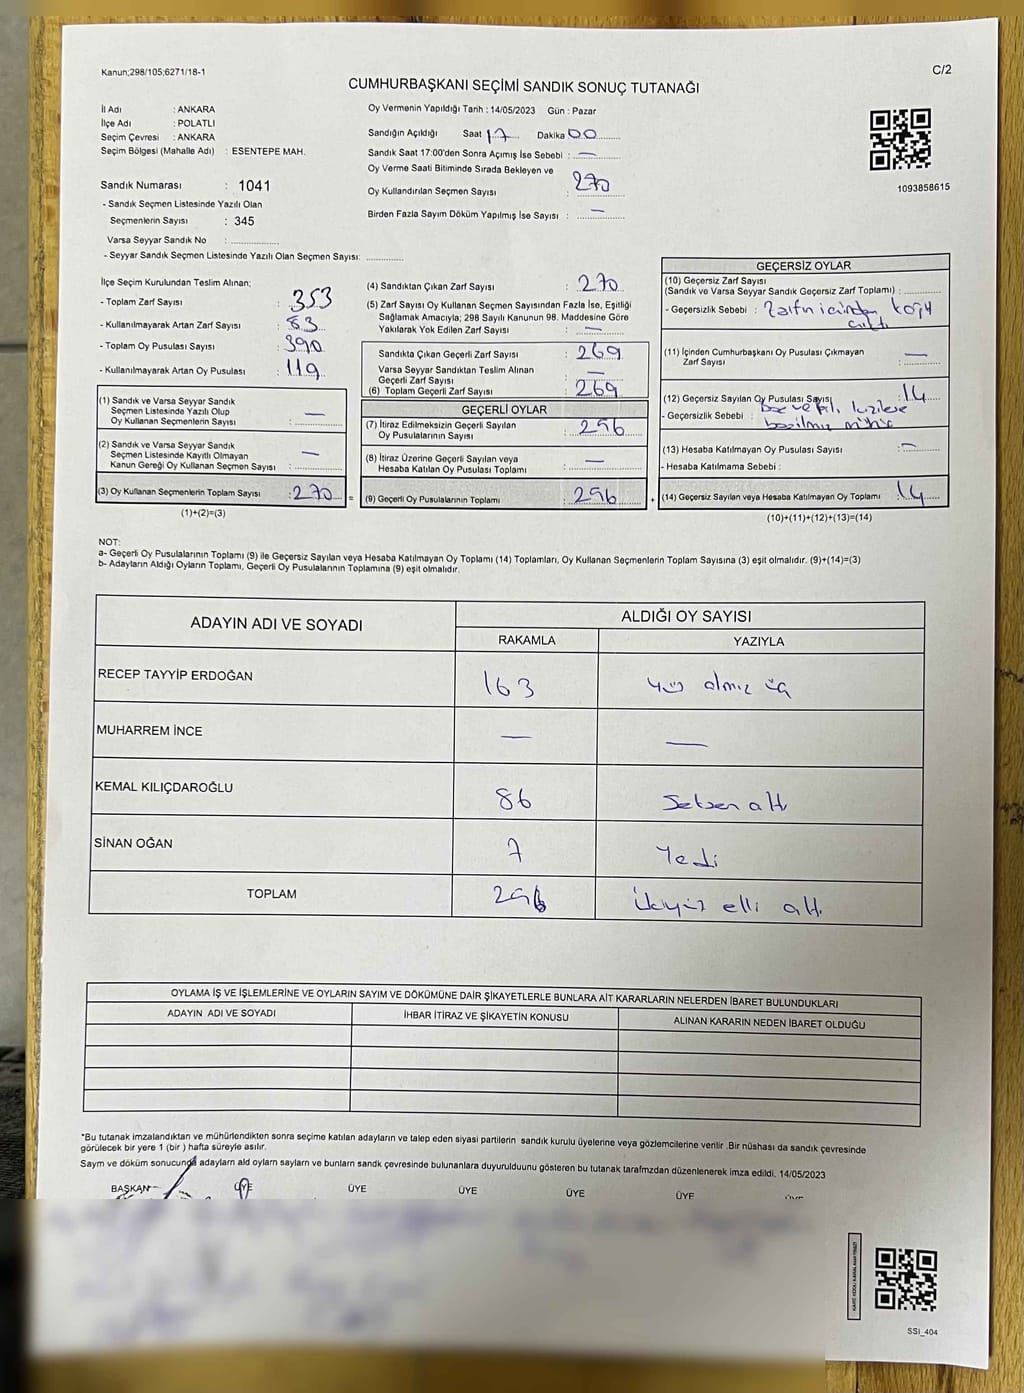 Kanun;298/105;6271/18-1
C/2
CUMHURBAŞKANI SEÇİMİ SANDIK SONUÇ TUTANAĞI
İl Adı : ANKARA
İlçe Adı : POLATLI
Seçim Çevresi : ANKARA
Seçim Bölgesi (Mahalle Adı) : ESENTEPE MAH.
Sandık Numarası : 1041
- Sandık Seçmen Listesinde Yazılı Olan
Seçmenlerin Sayısı : 345
Varsa Seyyar Sandık No : ................
- Seyyar Sandık Seçmen Listesinde Yazılı Olan Seçmen Sayısı: ............
Oy Vermenin Yapıldığı Tarih : 14/05/2023 Gün : Pazar
Sandığın Açıldığı Saat 17 Dakika 00
Sandık Saat 17:00'den Sonra Açımış İse Sebebi : —
Oy Verme Saati Bitiminde Sırada Bekleyen ve
Oy Kullandırılan Seçmen Sayısı : 270
Birden Fazla Sayım Döküm Yapılmış İse Sayısı : —
1093858615
İlçe Seçim Kurulundan Teslim Alınan;
- Toplam Zarf Sayısı : 353
- Kullanılmayarak Artan Zarf Sayısı : 83
- Toplam Oy Pusulası Sayısı : 390
- Kullanılmayarak Artan Oy Pusulası : 119
(1) Sandık ve Varsa Seyyar Sandık
Seçmen Listesinde Yazılı Olup
Oy Kullanan Seçmenlerin Sayısı : —
(2) Sandık ve Varsa Seyyar Sandık
Seçmen Listesinde Kayıtlı Olmayan
Kanun Gereği Oy Kullanan Seçmen Sayısı : —
(3) Oy Kullanan Seçmenlerin Toplam Sayısı : 270
(1)+(2)=(3)
=
(4) Sandıktan Çıkan Zarf Sayısı : 270
(5) Zarf Sayısı Oy Kullanan Seçmen Sayısından Fazla İse, Eşitliği
Sağlamak Amacıyla; 298 Sayılı Kanunun 98. Maddesine Göre
Yakılarak Yok Edilen Zarf Sayısı : —
Sandıkta Çıkan Geçerli Zarf Sayısı : 269
Varsa Seyyar Sandıktan Teslim Alınan
Geçerli Zarf Sayısı : —
(6) Toplam Geçerli Zarf Sayısı : 269
GEÇERLİ OYLAR
(7) İtiraz Edilmeksizin Geçerli Sayılan
Oy Pusulalarının Sayısı : 256
(8) İtiraz Üzerine Geçerli Sayılan veya
Hesaba Katılan Oy Pusulası Toplamı : —
(9) Geçerli Oy Pusulalarının Toplamı : 256
+
GEÇERSİZ OYLAR
(10) Geçersiz Zarf Sayısı
(Sandık ve Varsa Seyyar Sandık Geçersiz Zarf Toplamı) :
- Geçersizlik Sebebi : Zarfın içinden
çıktı
(11) İçinden Cumhurbaşkanı Oy Pusulası Çıkmayan
Zarf Sayısı : —
(12) Geçersiz Sayılan Oy Pusulası Sayısı : 14
- Geçersizlik Sebebi :
(13) Hesaba Katılmayan Oy Pusulası Sayısı : —
- Hesaba Katılmama Sebebi :
(14) Geçersiz Sayılan veya Hesaba Katılmayan Oy Toplamı : 14
(10)+(11)+(12)+(13)=(14)
NOT:
a- Geçerli Oy Pusulalarının Toplamı (9) ile Geçersiz Sayılan veya Hesaba Katılmayan Oy Toplamı (14) Toplamları, Oy Kullanan Seçmenlerin Toplam Sayısına (3) eşit olmalıdır. (9)+(14)=(3)
b- Adayların Aldığı Oyların Toplamı, Geçerli Oy Pusulalarının Toplamına (9) eşit olmalıdır.
ADAYIN ADI VE SOYADI
ALDIĞI OY SAYISI
RAKAMLA YAZIYLA
RECEP TAYYİP ERDOĞAN 163 yüz altmış üç
MUHARREM İNCE — —
KEMAL KILIÇDAROĞLU 86 Seksen altı
SİNAN OĞAN 7 Yedi
TOPLAM 256 ikiyüz elli altı
OYLAMA İŞ VE İŞLEMLERİNE VE OYLARIN SAYIM VE DÖKÜMÜNE DAİR ŞİKAYETLERLE BUNLARA AİT KARARLARIN NELERDEN İBARET BULUNDUKLARI
ADAYIN ADI VE SOYADI İHBAR İTİRAZ VE ŞİKAYETİN KONUSU ALINAN KARARIN NEDEN İBARET OLDUĞU
*Bu tutanak imzalandıktan ve mühürlendikten sonra seçime katılan adayların ve talep eden siyasi partilerin sandık kurulu üyelerine veya gözlemcilerine verilir .Bir nüshası da sandık çevresinde
görülecek bir yere 1 (bir ) hafta süreyle asılır.
Saym ve döküm sonucunda adaylarn ald oylarn saylarn ve bunlarn sandk çevresinde bulunanlara duyurulduunu gösteren bu tutanak tarafmzdan düzenlenerek imza edildi. 14/05/2023
BAŞKAN ÜYE ÜYE ÜYE ÜYE ÜYE ÜYE
SSI_404